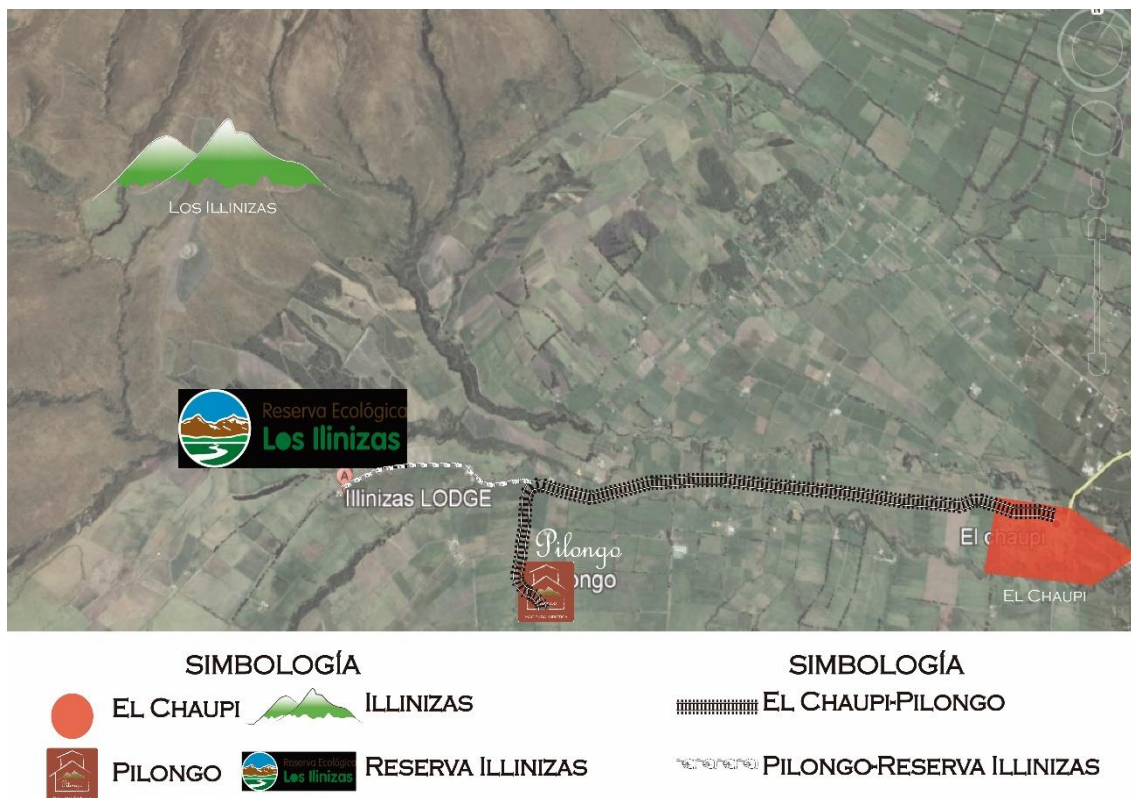 N
LOS ILLINIZAS
Reserva Ecológica
Los Ilinizas
A
Illinizas LODGE
Pilongo
ongo
El chaupi
EL CHAUPI
SIMBOLOGÍA
EL CHAUPI
ILLINIZAS
PILONGO
Reserva Ecológica
Los Ilinizas
RESERVA ILLINIZAS
SIMBOLOGÍA
EL CHAUPI-PILONGO
PILONGO-RESERVA ILLINIZAS